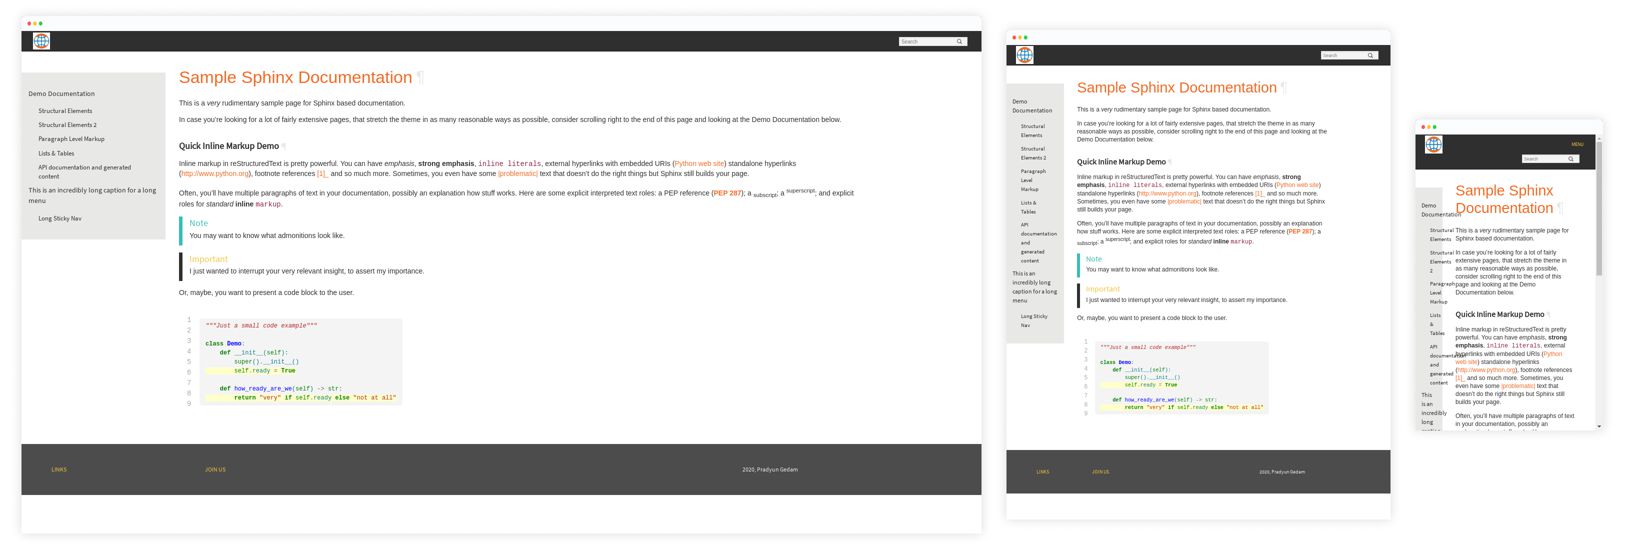 Search
Demo Documentation
Structural Elements
Structural Elements 2
Paragraph Level Markup
Lists & Tables
API documentation and generated
content
This is an incredibly long caption for a long
menu
Long Sticky Nav
Sample Sphinx Documentation ¶
This is a very rudimentary sample page for Sphinx based documentation.
In case you're looking for a lot of fairly extensive pages, that stretch the theme in as many reasonable ways as possible, consider scrolling right to the end of this page and looking at the Demo Documentation below.
Quick Inline Markup Demo ¶
Inline markup in reStructuredText is pretty powerful. You can have emphasis, strong emphasis, inline literals, external hyperlinks with embedded URIs (Python web site) standalone hyperlinks
(http://www.python.org), footnote references [1]_ and so much more. Sometimes, you even have some |problematic| text that doesn't do the right things but Sphinx still builds your page.
Often, you'll have multiple paragraphs of text in your documentation, possibly an explanation how stuff works. Here are some explicit interpreted text roles: a PEP reference (PEP 287); a subscript; a superscript; and explicit
roles for standard inline markup.
Note
You may want to know what admonitions look like.
Important
I just wanted to interrupt your very relevant insight, to assert my importance.
Or, maybe, you want to present a code block to the user.
1 """Just a small code example"""
2
3 class Demo:
4 def __init__(self):
5 super().__init__()
6 self.ready = True
7
8 def how_ready_are_we(self) -> str:
9 return "very" if self.ready else "not at all"
LINKS
JOIN US
2020, Pradyun Gedam
Search
Demo
Documentation
Structural
Elements
Structural
Elements 2
Paragraph
Level
Markup
Lists &
Tables
API
documentation
and
generated
content
This is an
incredibly long
caption for a long
menu
Long Sticky
Nav
Sample Sphinx Documentation ¶
This is a very rudimentary sample page for Sphinx based documentation.
In case you're looking for a lot of fairly extensive pages, that stretch the theme in as many
reasonable ways as possible, consider scrolling right to the end of this page and looking at the
Demo Documentation below.
Quick Inline Markup Demo ¶
Inline markup in reStructuredText is pretty powerful. You can have emphasis, strong
emphasis, inline literals, external hyperlinks with embedded URIs (Python web site)
standalone hyperlinks (http://www.python.org), footnote references [1]_ and so much more.
Sometimes, you even have some |problematic| text that doesn't do the right things but Sphinx
still builds your page.
Often, you'll have multiple paragraphs of text in your documentation, possibly an explanation
how stuff works. Here are some explicit interpreted text roles: a PEP reference (PEP 287); a
subscript; a superscript; and explicit roles for standard inline markup.
Note
You may want to know what admonitions look like.
Important
I just wanted to interrupt your very relevant insight, to assert my importance.
Or, maybe, you want to present a code block to the user.
1 """Just a small code example"""
2
3 class Demo:
4 def __init__(self):
5 super().__init__()
6 self.ready = True
7
8 def how_ready_are_we(self) -> str:
9 return "very" if self.ready else "not at all"
LINKS
JOIN US
2020, Pradyun Gedam
MENU
Search
Demo
Documentation
Structural
Elements
Structural
Elements
2
Paragraph
Level
Markup
Lists
&
Tables
API
documentation
and
generated
content
This
is an
incredibly
long
Sample Sphinx
Documentation ¶
This is a very rudimentary sample page for
Sphinx based documentation.
In case you're looking for a lot of fairly
extensive pages, that stretch the theme in
as many reasonable ways as possible,
consider scrolling right to the end of this
page and looking at the Demo
Documentation below.
Quick Inline Markup Demo ¶
Inline markup in reStructuredText is pretty
powerful. You can have emphasis, strong
emphasis, inline literals, external
hyperlinks with embedded URIs (Python
web site) standalone hyperlinks
(http://www.python.org), footnote references
[1]_ and so much more. Sometimes, you
even have some |problematic| text that
doesn't do the right things but Sphinx still
builds your page.
Often, you'll have multiple paragraphs of text
in your documentation, possibly an